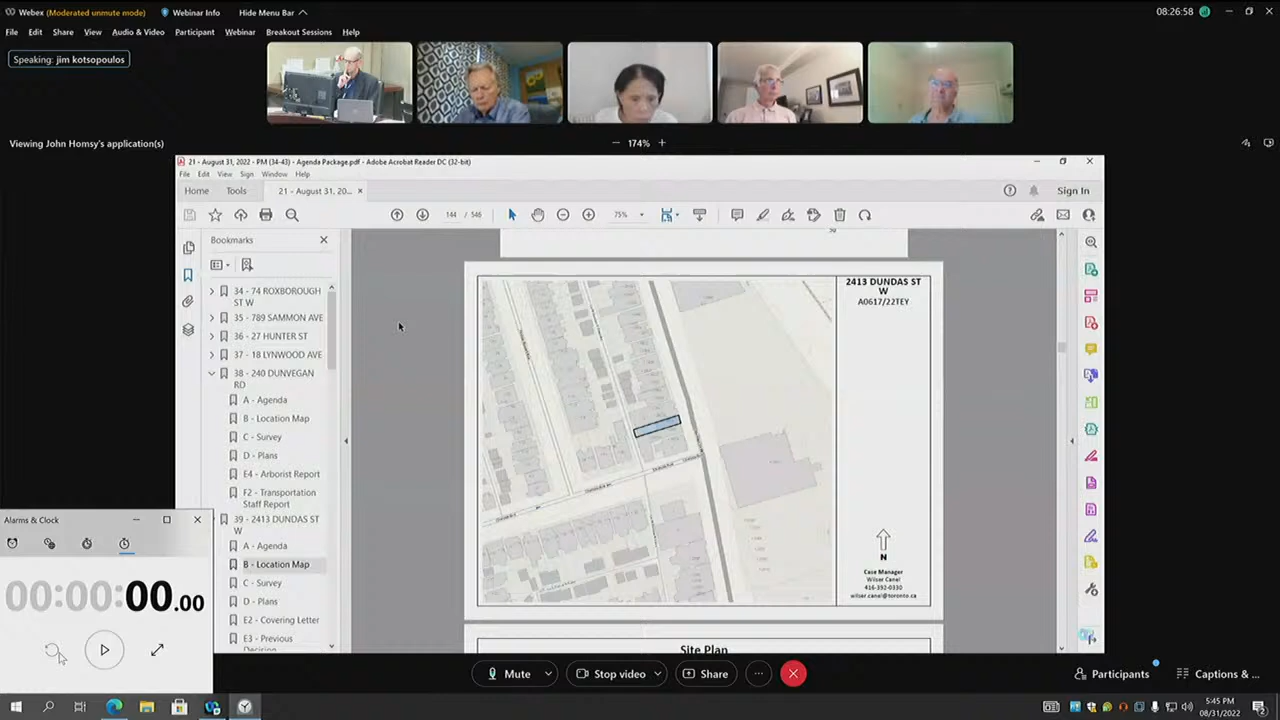 Webex (Moderated unmute mode) Webinar Info Hide Menu Bar 08:26:58
File Edit Share View Audio & Video Participant Webinar Breakout Sessions Help
Speaking: jim kotsopoulos
Viewing John Homsy's application(s)
174%
21 - August 31, 2022 - PM (34-43) - Agenda Package.pdf - Adobe Acrobat Reader DC (32-bit)
File Edit View Sign Window Help
Home Tools 21 - August 31, 20... Sign In
144 / 546 75%
Bookmarks
34 - 74 ROXBOROUGH
ST W
35 - 789 SAMMON AVE
36 - 27 HUNTER ST
37 - 18 LYNWOOD AVE
38 - 240 DUNVEGAN
RD
A - Agenda
B - Location Map
C - Survey
D - Plans
E4 - Arborist Report
F2 - Transportation
Staff Report
39 - 2413 DUNDAS ST
W
A - Agenda
B - Location Map
C - Survey
D - Plans
E2 - Covering Letter
E3 - Previous
Decision
2413 DUNDAS ST
W
A0617/22TEY
N
Case Manager
Wilsar Canal
416-392-0330
wilsar.canal@toronto.ca
Site Plan
Alarms & Clock
00:00:00.00
Mute Stop video Share Participants Captions & ...
5:45 PM
08/31/2022